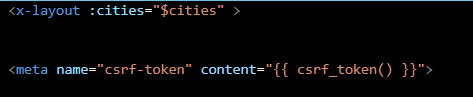 <x-layout :cities="$cities" >
<meta name="csrf-token" content="{{ csrf_token() }}">